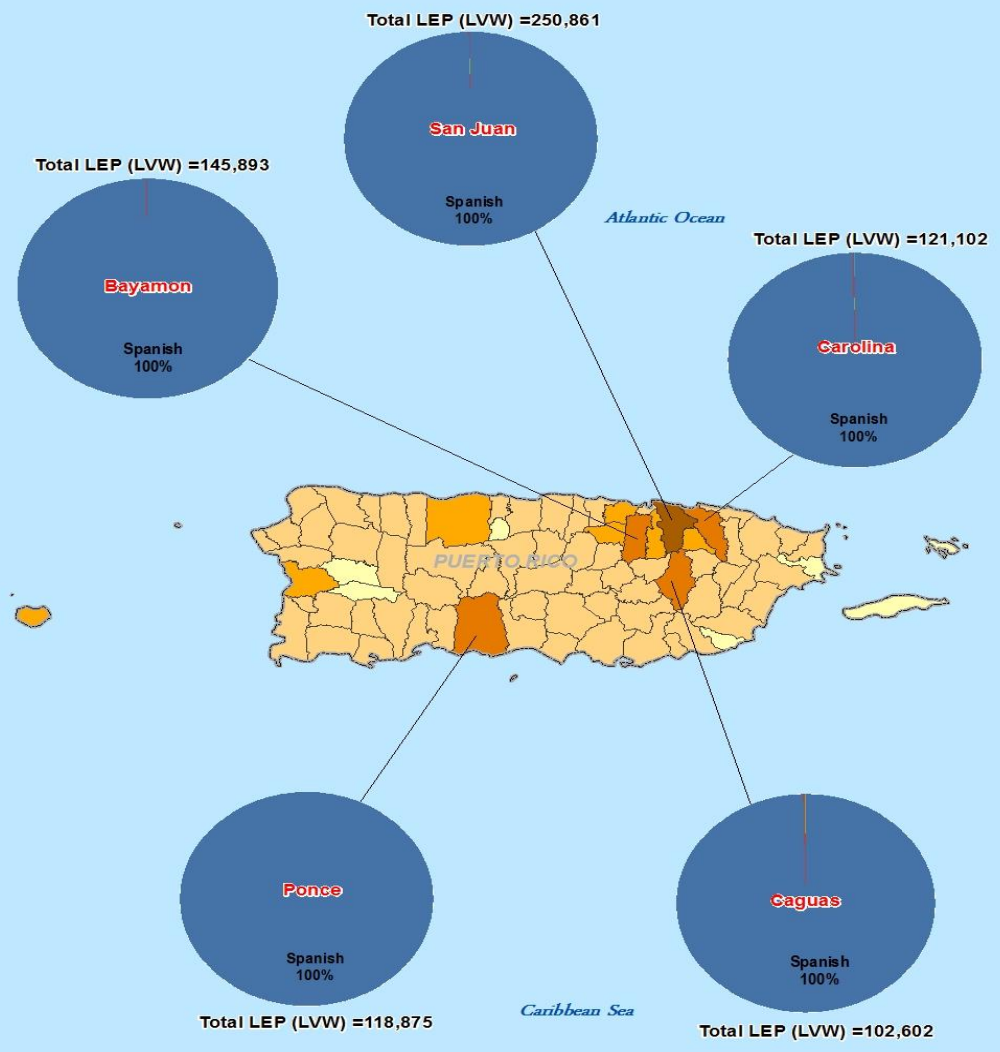 Total LEP (LVW) =250,861
San Juan
Spanish
100%
Total LEP (LVW) =145,893
Bayamon
Spanish
100%
Atlantic Ocean
Total LEP (LVW) =121,102
Carolina
Spanish
100%
PUERTO RICO
Ponce
Spanish
100%
Total LEP (LVW) =118,875
Caguas
Spanish
100%
Total LEP (LVW) =102,602
Caribbean Sea